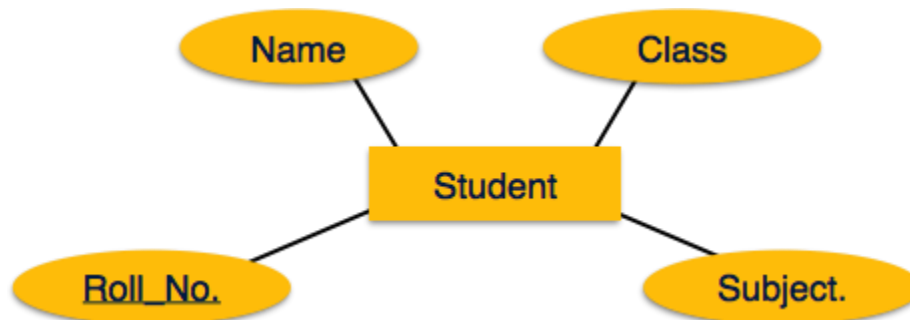 Name
Class
Student
Roll_No.
Subject.